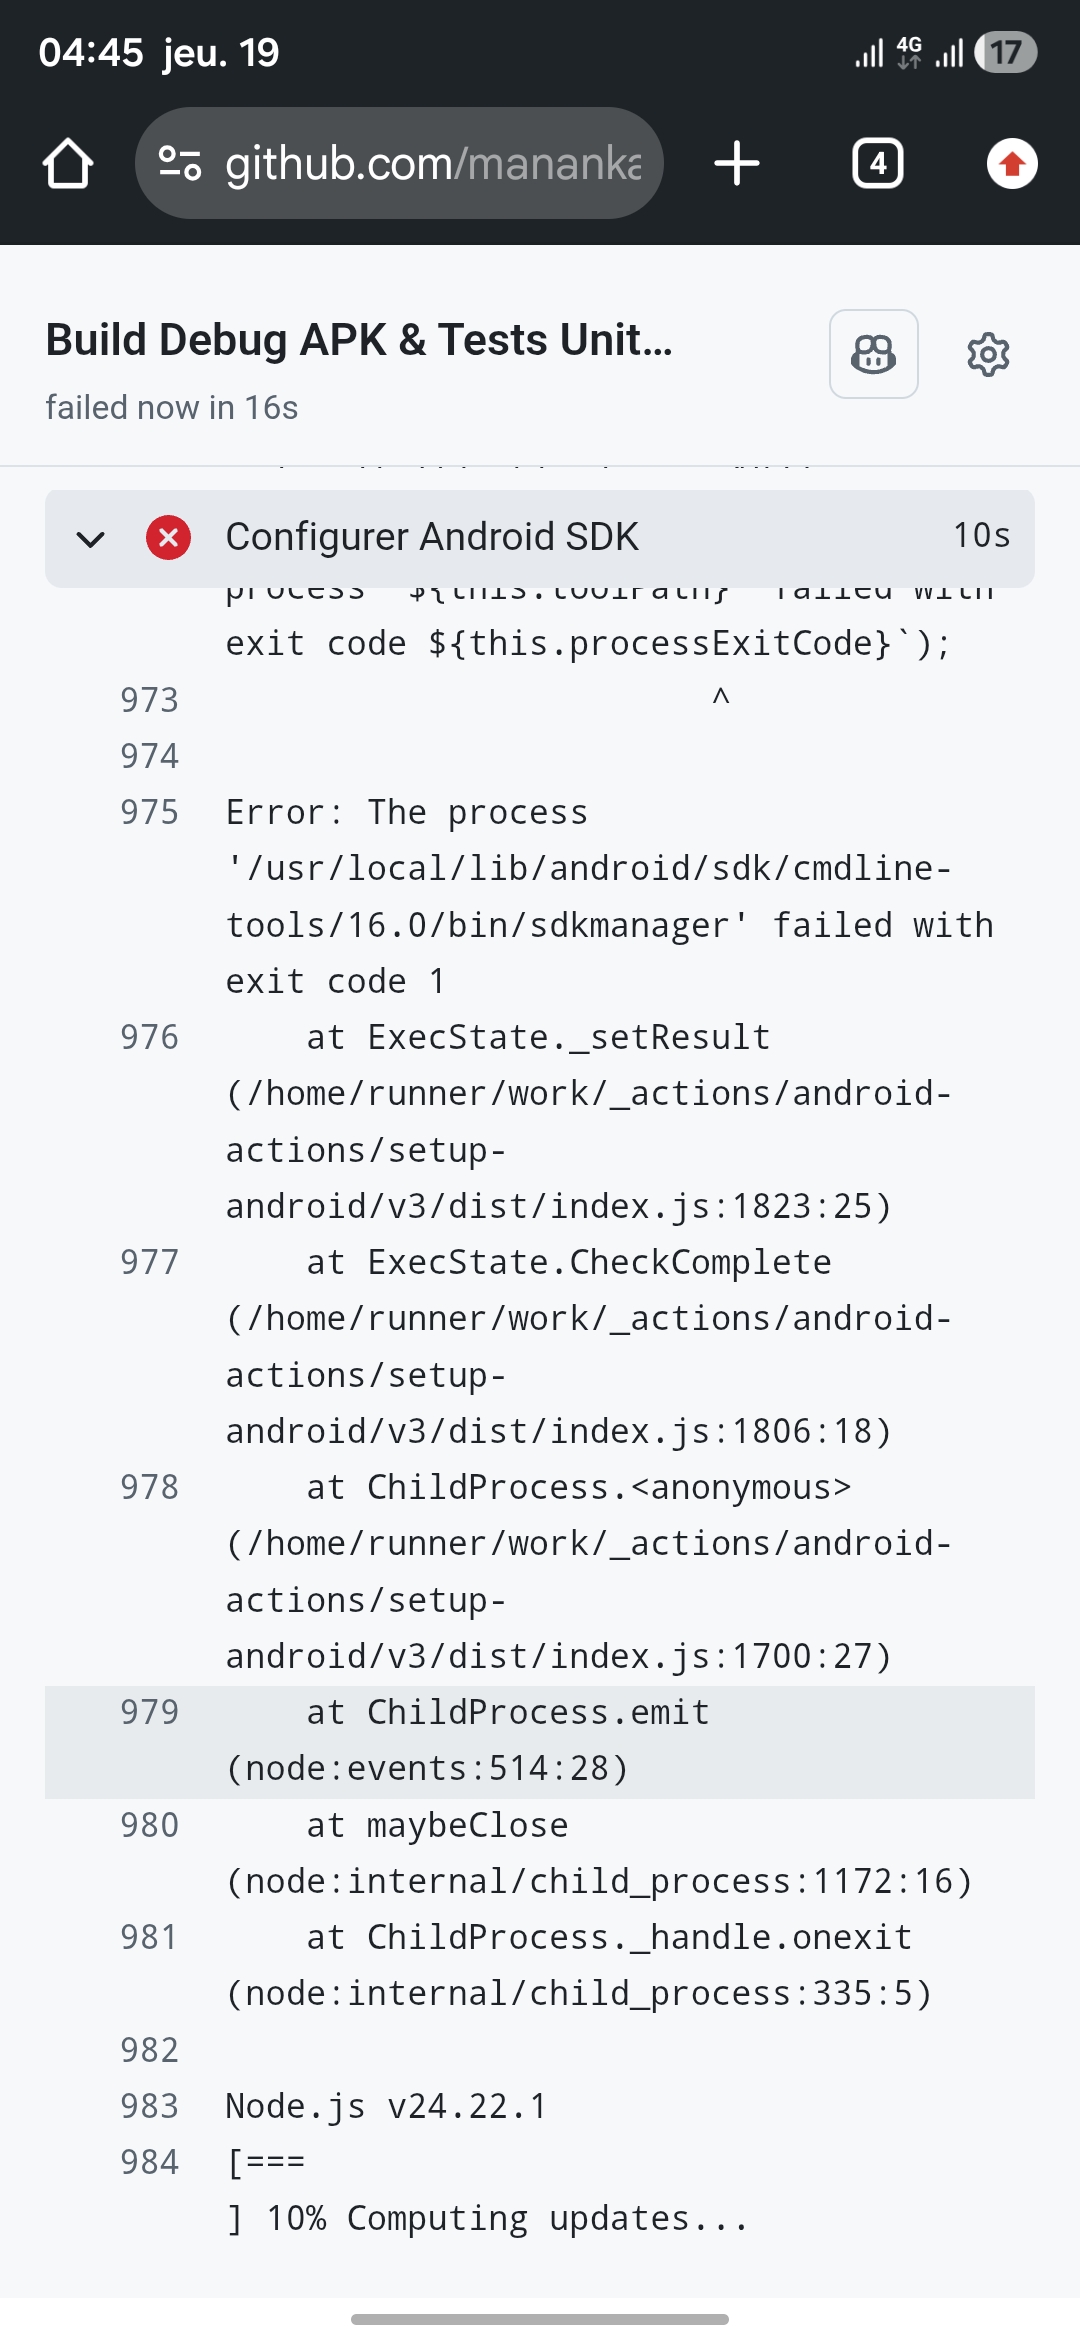 04:45 jeu. 19
4G
17
github.com/mananka
4
Build Debug APK & Tests Unit...
failed now in 16s
Configurer Android SDK 10s
process '${this.toolPath}' failed with
exit code ${this.processExitCode}`);
973 ^
974
975 Error: The process
'/usr/local/lib/android/sdk/cmdline-
tools/16.0/bin/sdkmanager' failed with
exit code 1
976 at ExecState._setResult
(/home/runner/work/_actions/android-
actions/setup-
android/v3/dist/index.js:1823:25)
977 at ExecState.CheckComplete
(/home/runner/work/_actions/android-
actions/setup-
android/v3/dist/index.js:1806:18)
978 at ChildProcess.<anonymous>
(/home/runner/work/_actions/android-
actions/setup-
android/v3/dist/index.js:1700:27)
979 at ChildProcess.emit
(node:events:514:28)
980 at maybeClose
(node:internal/child_process:1172:16)
981 at ChildProcess._handle.onexit
(node:internal/child_process:335:5)
982
983 Node.js v24.22.1
984 [===
] 10% Computing updates...